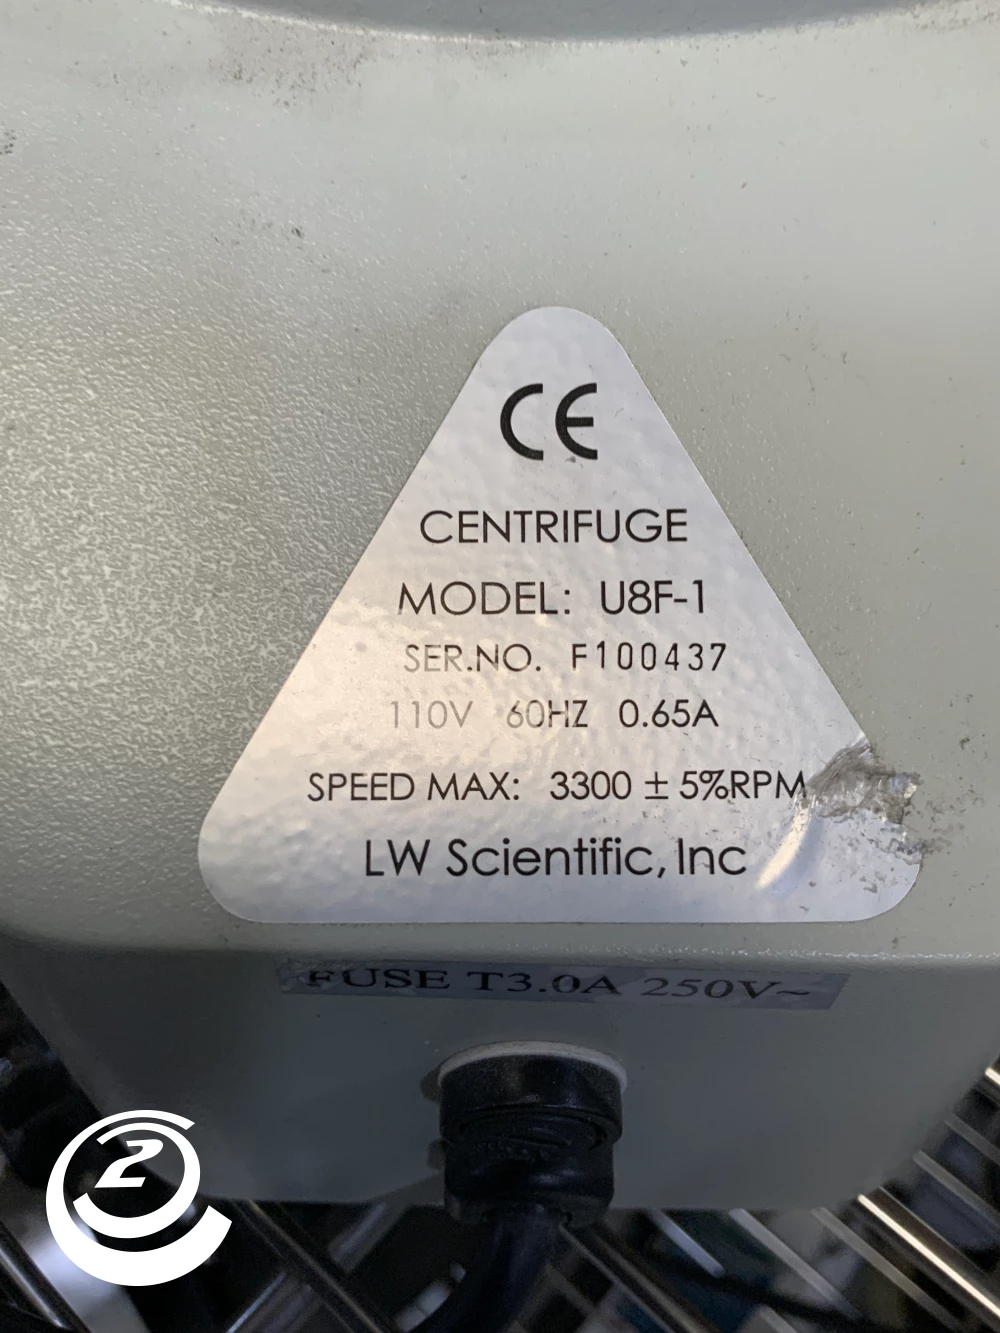 CE
CENTRIFUGE
MODEL: U8F-1
SER.NO. F100437
110V 60HZ 0.65A
SPEED MAX: 3300 ± 5%RPM
LW Scientific, Inc
FUSE T3.0A 250V~
2